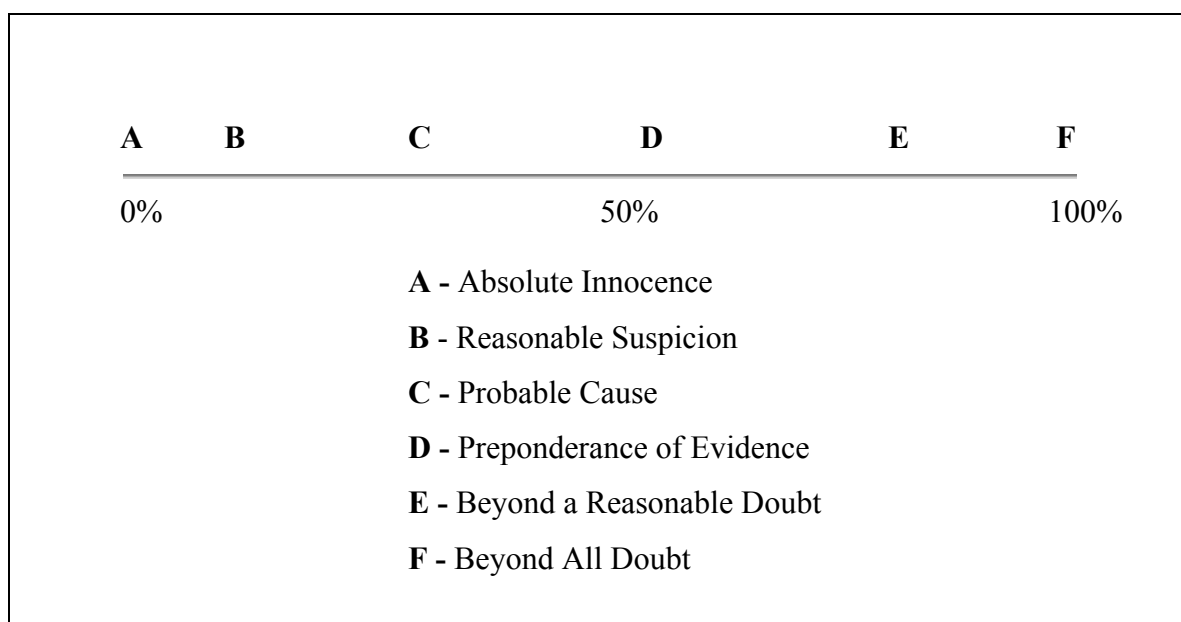 A B C D E F
0% 50% 100%
A - Absolute Innocence
B - Reasonable Suspicion
C - Probable Cause
D - Preponderance of Evidence
E - Beyond a Reasonable Doubt
F - Beyond All Doubt